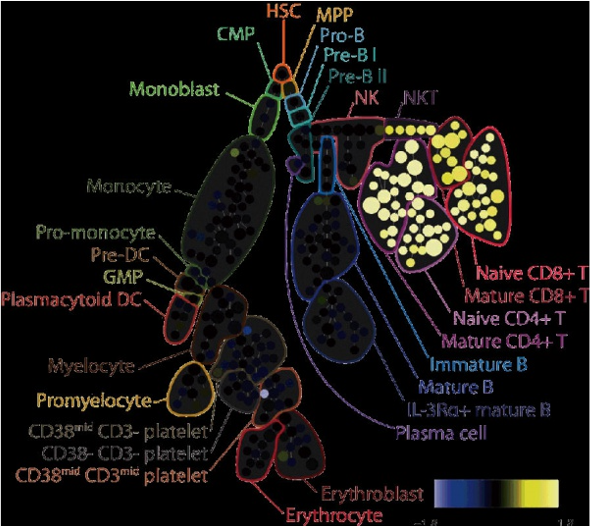 HSC
MPP
CMP
Pro-B
Pre-B I
Pre-B II
Monoblast
NK
NKT
Monocyte
Pro-monocyte
Pre-DC
GMP
Plasmacytoid DC
Naive CD8+ T
Mature CD8+ T
Naive CD4+ T
Mature CD4+ T
Myelocyte
Immature B
Mature B
Promyelocyte
IL-3Rα+ mature B
CD38mid CD3- platelet
Plasma cell
CD38- CD3- platelet
CD38mid CD3mid platelet
Erythroblast
Erythrocyte